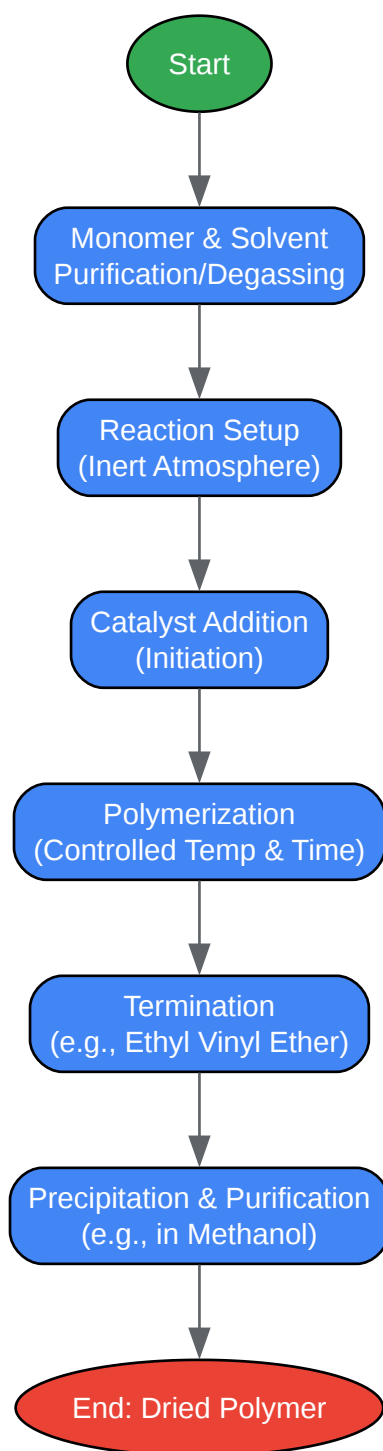 Start
Monomer & Solvent
Purification/Degassing
Reaction Setup
(Inert Atmosphere)
Catalyst Addition
(Initiation)
Polymerization
(Controlled Temp & Time)
Termination
(e.g., Ethyl Vinyl Ether)
Precipitation & Purification
(e.g., in Methanol)
End: Dried Polymer